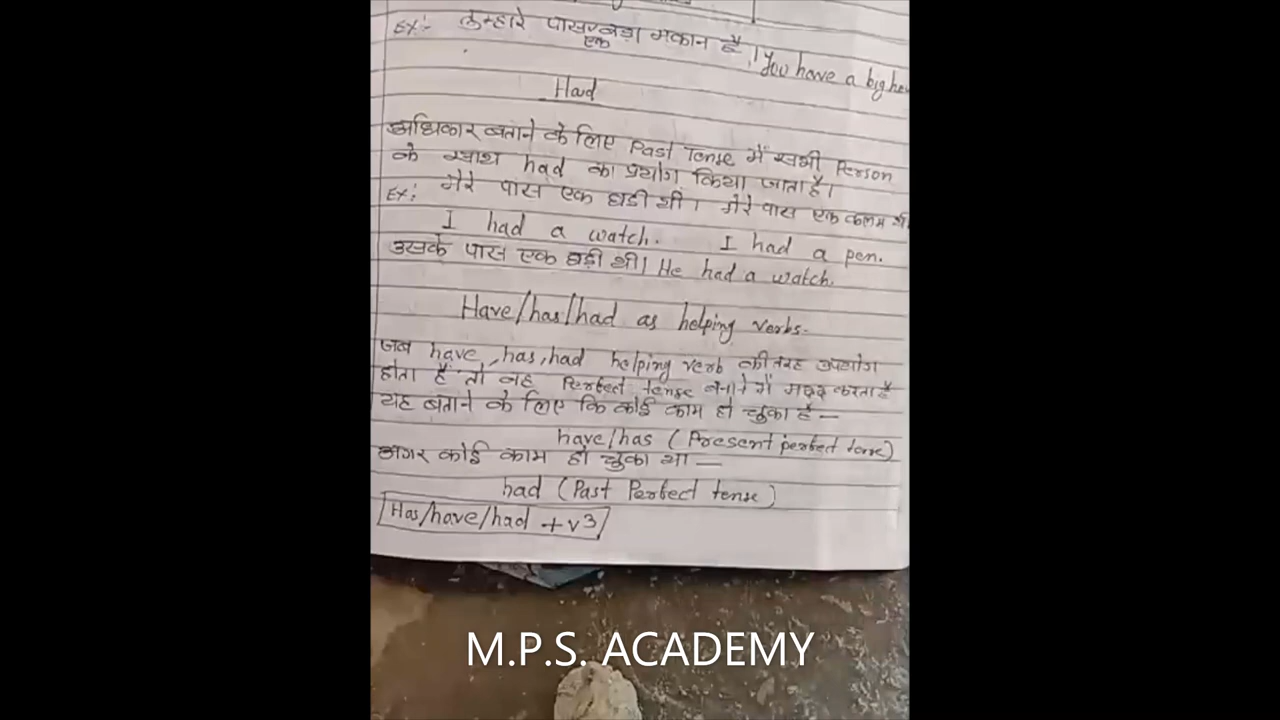 Ex:- तुम्हारे पास एक बड़ा मकान है। You have a big
Had
अधिकार बताने के लिए Past Tense में सभी Person
के साथ had का प्रयोग किया जाता है।
Ex:- मेरे पास एक घडी थी। मेरे पास एक कलम
I had a watch. I had a pen.
उसके पास एक घड़ी थी। He had a watch.
Have/has/had as helping verbs.
जब have, has, had helping verb की तरह उपयोग
होता है तो वह Perfect tense बनाने में मदद करता है
यह बताने के लिए कि कोई काम हो चुका है —
have/has (Present perfect tense)
अगर कोई काम हो चुका था —
had (Past Perfect tense)
Has/have/had + v3
M.P.S. ACADEMY